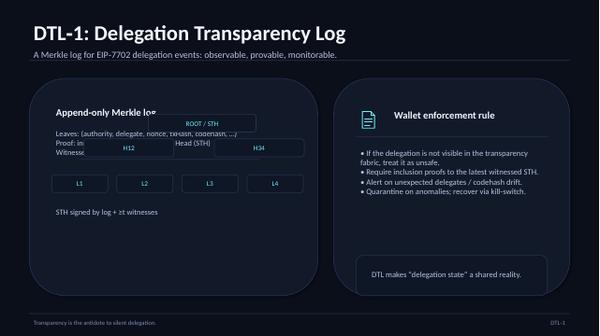 DTL-1: Delegation Transparency Log
A Merkle log for EIP-7702 delegation events: observable, provable, monitorable.
Append-only Merkle log
ROOT / STH
Leaves: (authority, delegate, nonce, txHash, codehash, …)
Proof: in
Head (STH)
H12
H34
Witness
L1
L2
L3
L4
STH signed by log + ≥t witnesses
Wallet enforcement rule
• If the delegation is not visible in the transparency
fabric, treat it as unsafe.
• Require inclusion proofs to the latest witnessed STH.
• Alert on unexpected delegates / codehash drift.
• Quarantine on anomalies; recover via kill-switch.
DTL makes "delegation state" a shared reality.
Transparency is the antidote to silent delegation.
DTL-1